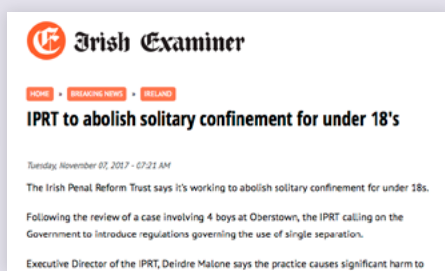 Irish Examiner
HOME » BREAKING NEWS » IRELAND
IPRT to abolish solitary confinement for under 18's
Tuesday, November 07, 2017 - 07:21 AM
The Irish Penal Reform Trust says it's working to abolish solitary confinement for under 18s.
Following the review of a case involving 4 boys at Oberstown, the IPRT calling on the
Government to introduce regulations governing the use of single separation.
Executive Director of the IPRT, Deirdre Malone says the practice causes significant harm to